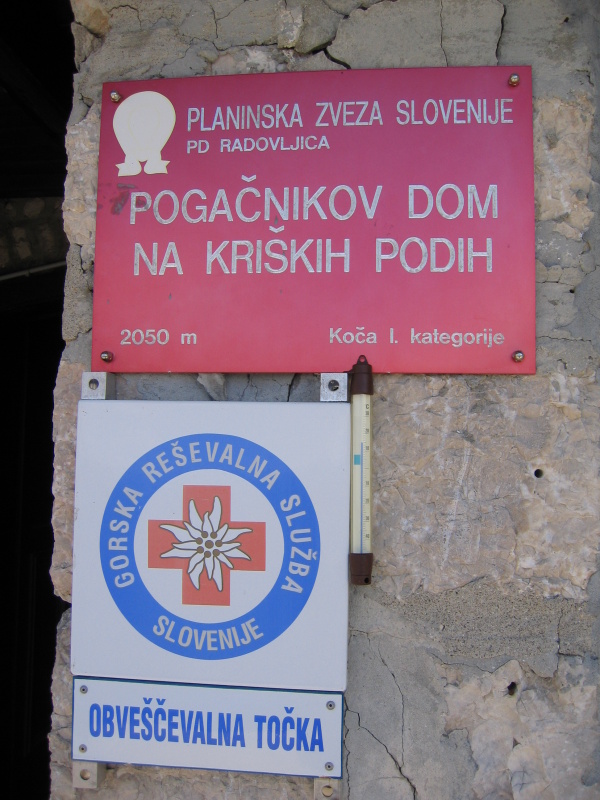 PLANINSKA ZVEZA SLOVENIJE
PD RADOVLJICA
POGAČNIKOV DOM
NA KRIŠKIH PODIH
2050 m
Koča I. kategorije
GORSKA REŠEVALNA SLUŽBA
SLOVENIJE
OBVEŠČEVALNA TOČKA